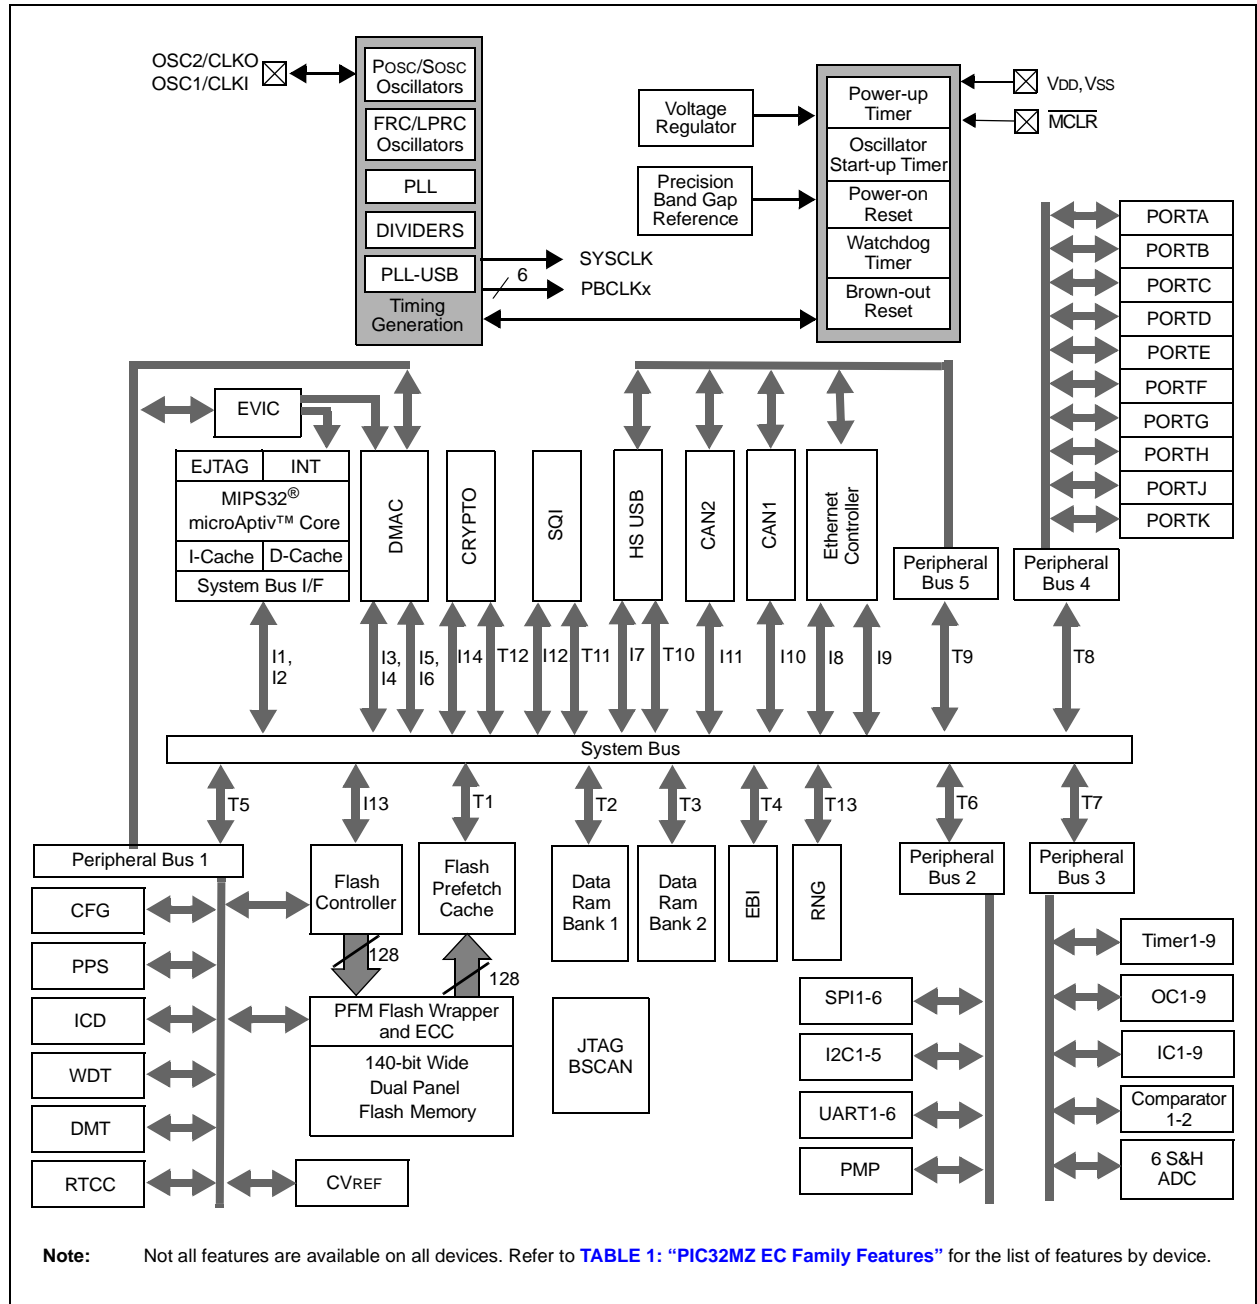 OSC2/CLKO
OSC1/CLKI
POSC/SOSC
Oscillators
FRC/LPRC
Oscillators
PLL
DIVIDERS
PLL-USB
Timing
Generation
6
SYSCLK
PBCLKx
Voltage
Regulator
Precision
Band Gap
Reference
Power-up
Timer
Oscillator
Start-up Timer
Power-on
Reset
Watchdog
Timer
Brown-out
Reset
VDD, VSS
MCLR
PORTA
PORTB
PORTC
PORTD
PORTE
PORTF
PORTG
PORTH
PORTJ
PORTK
EVIC
EJTAG INT
MIPS32®
microAptiv™ Core
I-Cache D-Cache
System Bus I/F
DMAC
CRYPTO
SQI
HS USB
CAN2
CAN1
Ethernet
Controller
Peripheral
Bus 5
Peripheral
Bus 4
I1,
I2
I3,
I4
I5,
I6
I14
T12
I12
T11
I7
T10
I11
I10
I8
I9
T9
T8
System Bus
T5
I13
T1
T2
T3
T4
T13
T6
T7
Peripheral Bus 1
Flash
Controller
Flash
Prefetch
Cache
Data
Ram
Bank 1
Data
Ram
Bank 2
EBI
RNG
Peripheral
Bus 2
Peripheral
Bus 3
CFG
PPS
ICD
WDT
DMT
RTCC
128
128
PFM Flash Wrapper
and ECC
140-bit Wide
Dual Panel
Flash Memory
CVREF
JTAG
BSCAN
SPI1-6
I2C1-5
UART1-6
PMP
Timer1-9
OC1-9
IC1-9
Comparator
1-2
6 S&H
ADC
Note: Not all features are available on all devices. Refer to TABLE 1: “PIC32MZ EC Family Features” for the list of features by device.